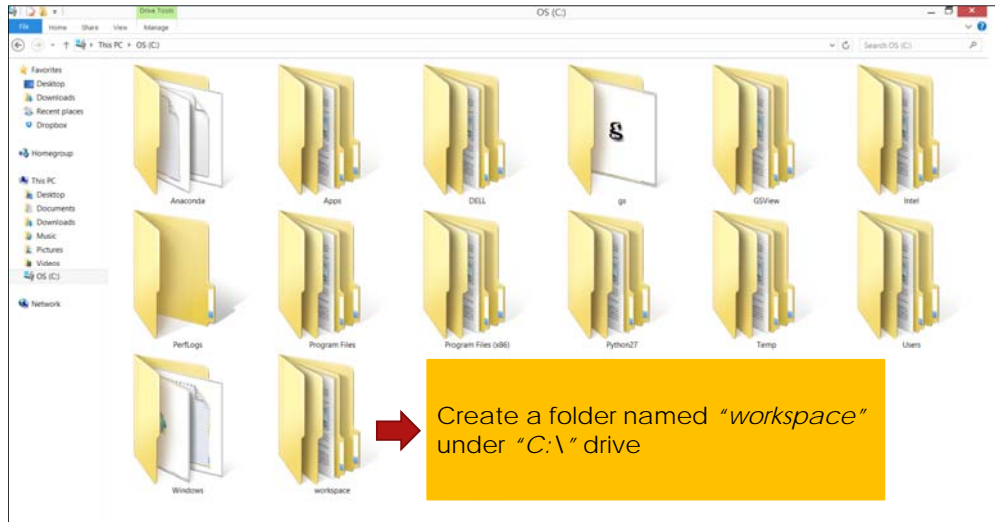 Drive Tools
OS (C:)
File Home Share View Manage
This PC OS (C:)
Search OS (C:)
Favorites
Desktop
Downloads
Recent places
Dropbox
Homegroup
This PC
Desktop
Documents
Downloads
Music
Pictures
Videos
OS (C:)
Network
Anaconda Apps DELL gs GSView Intel
g
PerfLogs Program Files Program Files (x86) Python27 Temp Users
Windows workspace
Create a folder named “workspace”
under “C:\” drive